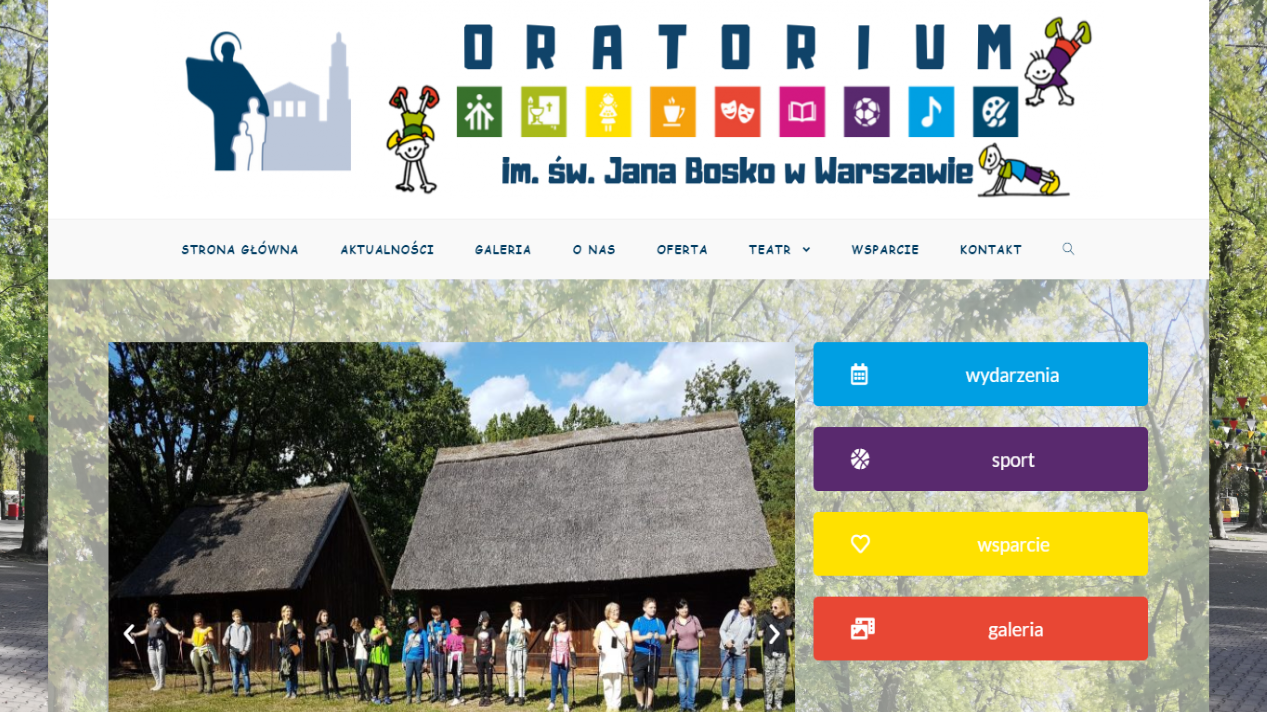 ORATORIUM
im. św. Jana Bosko w Warszawie
STRONA GŁÓWNA AKTUALNOŚCI GALERIA O NAS OFERTA TEATR WSPARCIE KONTAKT
wydarzenia
sport
wsparcie
galeria